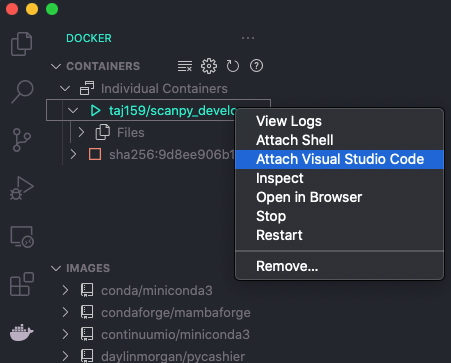 DOCKER
CONTAINERS
Individual Containers
taj159/scanpy_develo
Files
sha256:9d8ee906b1
View Logs
Attach Shell
Attach Visual Studio Code
Inspect
Open in Browser
Stop
Restart
Remove...
IMAGES
conda/miniconda3
condaforge/mambaforge
continuumio/miniconda3
daylinmorgan/pycashier